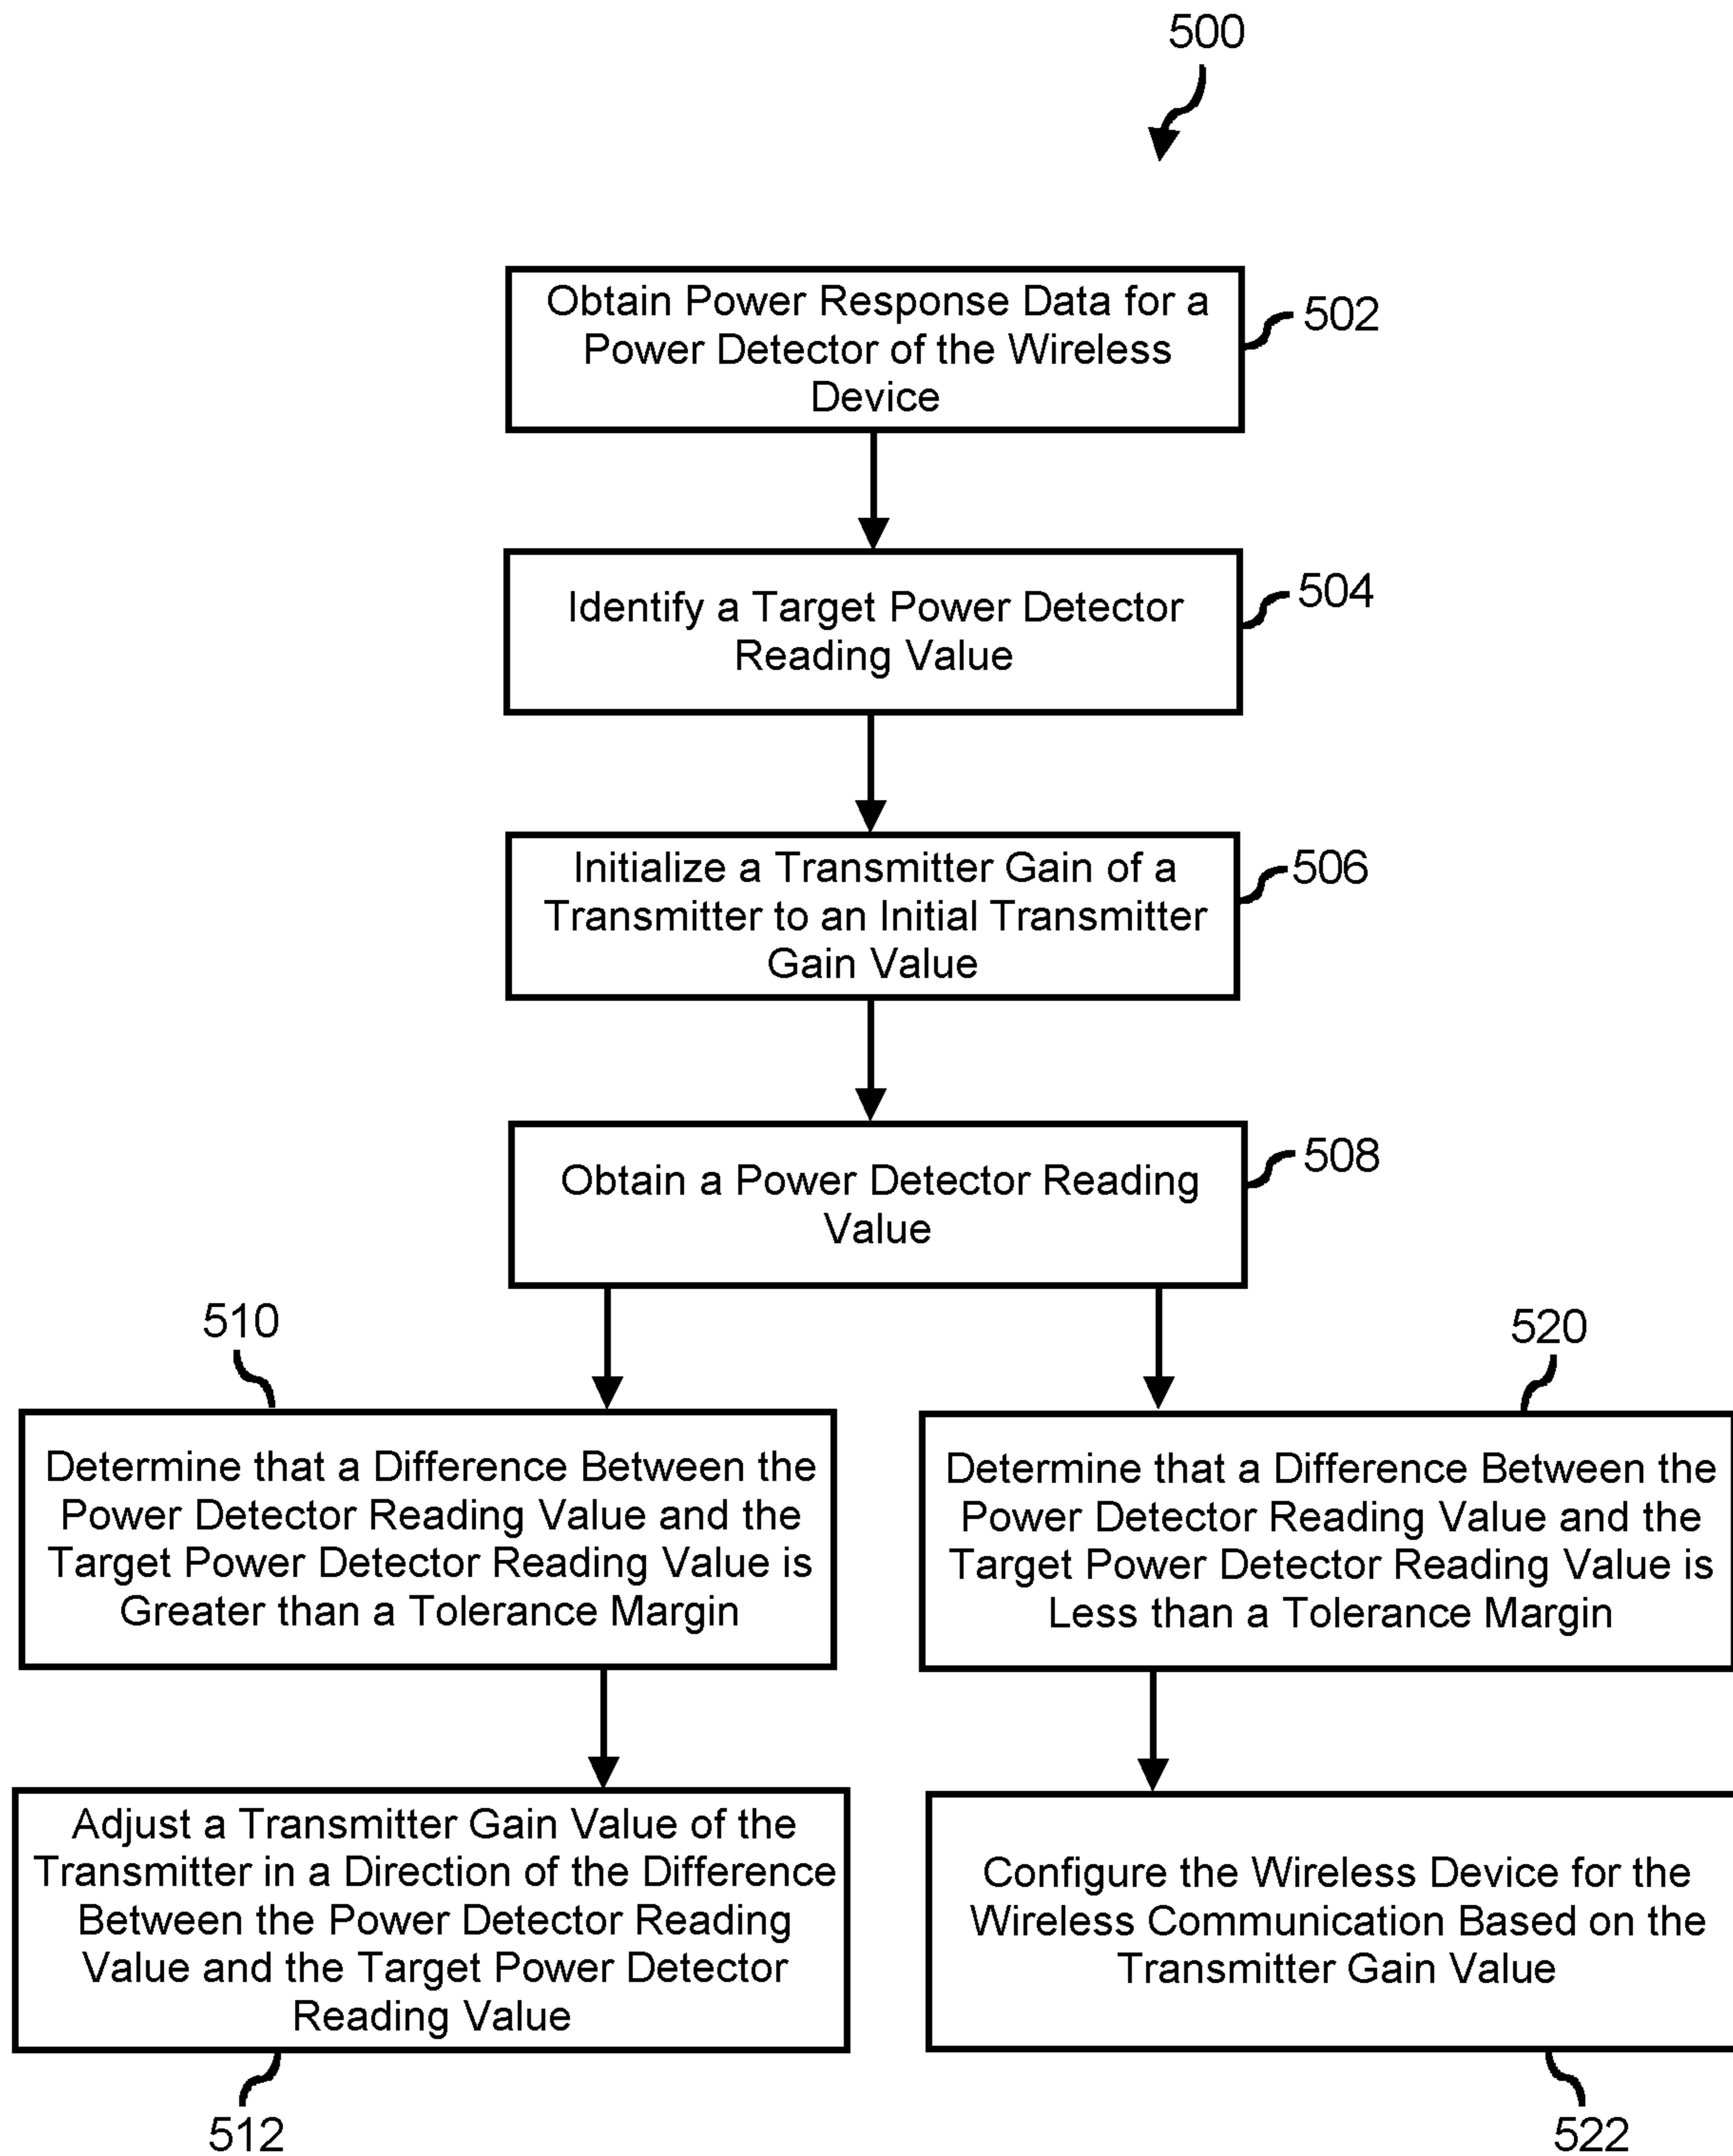 500
Obtain Power Response Data for a
Power Detector of the Wireless
Device
502
Identify a Target Power Detector
Reading Value
504
Initialize a Transmitter Gain of a
Transmitter to an Initial Transmitter
Gain Value
506
Obtain a Power Detector Reading
Value
508
510
Determine that a Difference Between the
Power Detector Reading Value and the
Target Power Detector Reading Value is
Greater than a Tolerance Margin
520
Determine that a Difference Between the
Power Detector Reading Value and the
Target Power Detector Reading Value is
Less than a Tolerance Margin
Adjust a Transmitter Gain Value of the
Transmitter in a Direction of the Difference
Between the Power Detector Reading
Value and the Target Power Detector
Reading Value
512
Configure the Wireless Device for the
Wireless Communication Based on the
Transmitter Gain Value
522